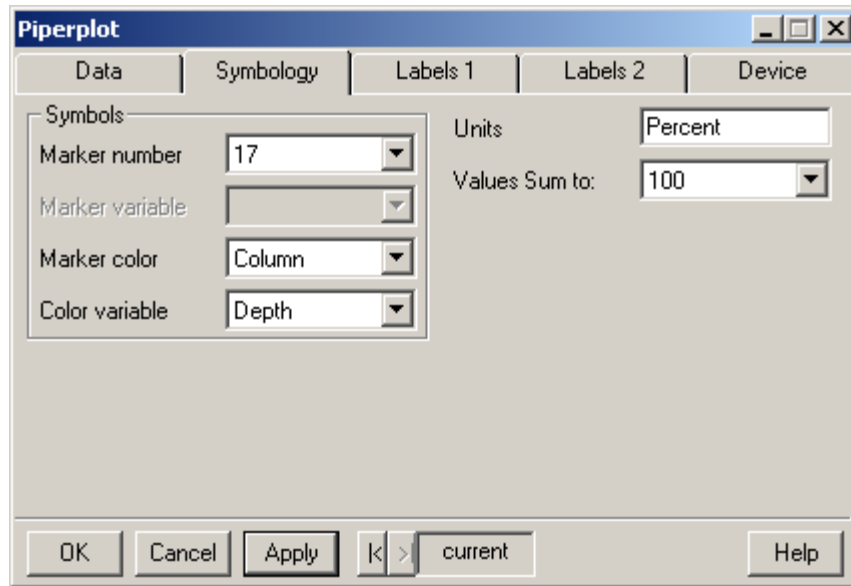 Piperplot
Data Symbology Labels 1 Labels 2 Device
Symbols
Marker number 17
Marker variable
Marker color Column
Color variable Depth
Units Percent
Values Sum to: 100
OK Cancel Apply |< >| current Help